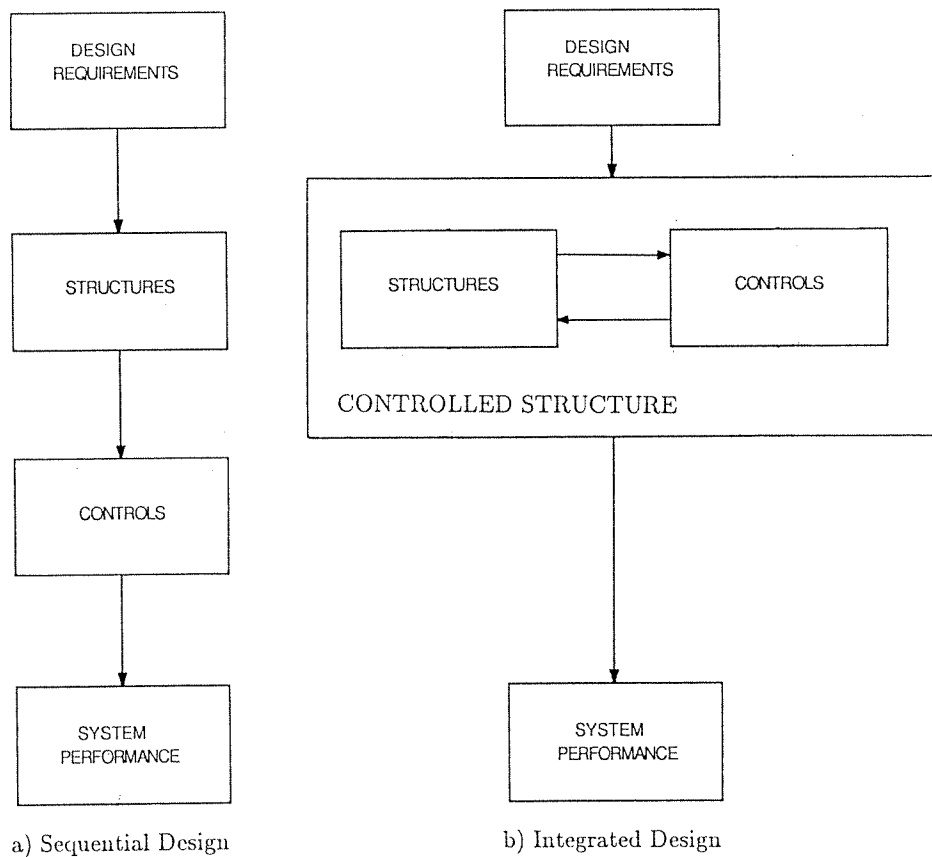 DESIGN
REQUIREMENTS
STRUCTURES
CONTROLS
SYSTEM
PERFORMANCE
a) Sequential Design
DESIGN
REQUIREMENTS
STRUCTURES
CONTROLS
CONTROLLED STRUCTURE
SYSTEM
PERFORMANCE
b) Integrated Design